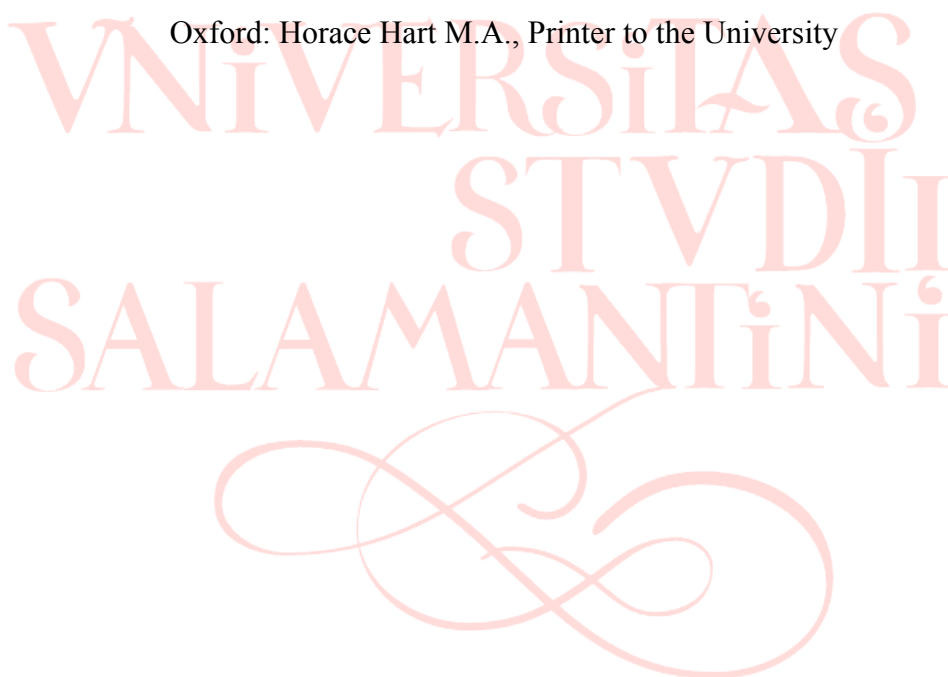 Oxford: Horace Hart M.A., Printer to the University
VNiVERSiTAS
STVDII
SALAMANTiNi